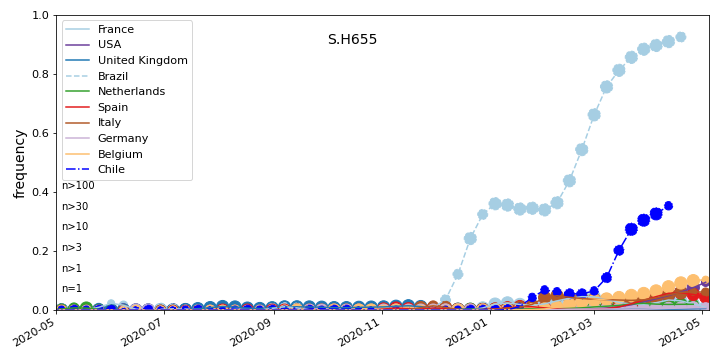 S.H655
frequency
1.0
0.8
0.6
0.4
0.2
0.0
France
USA
United Kingdom
Brazil
Netherlands
Spain
Italy
Germany
Belgium
Chile
n>100
n>30
n>10
n>3
n>1
n=1
2020-05
2020-07
2020-09
2020-11
2021-01
2021-03
2021-05